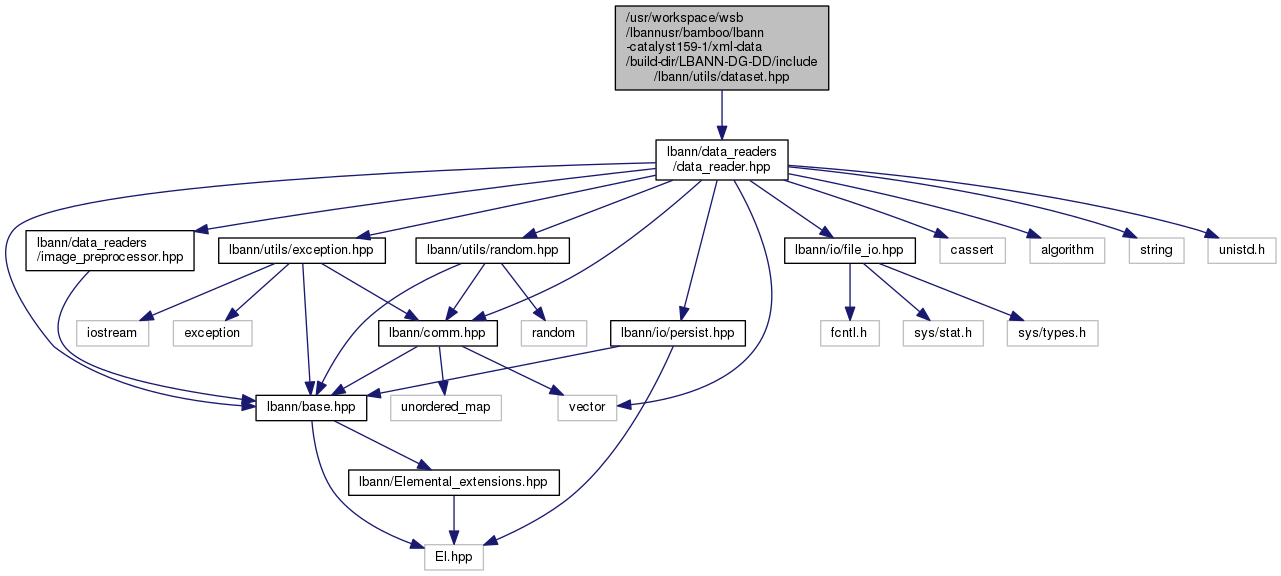 /usr/workspace/wsb
/lbannusr/bamboo/lbann
-catalyst159-1/xml-data
/build-dir/LBANN-DG-DD/include
/lbann/utils/dataset.hpp
lbann/data_readers
/data_reader.hpp
lbann/data_readers
/image_preprocessor.hpp
lbann/utils/exception.hpp
lbann/utils/random.hpp
lbann/io/file_io.hpp
cassert
algorithm
string
unistd.h
iostream
exception
lbann/comm.hpp
random
lbann/io/persist.hpp
fcntl.h
sys/stat.h
sys/types.h
lbann/base.hpp
unordered_map
vector
lbann/Elemental_extensions.hpp
El.hpp